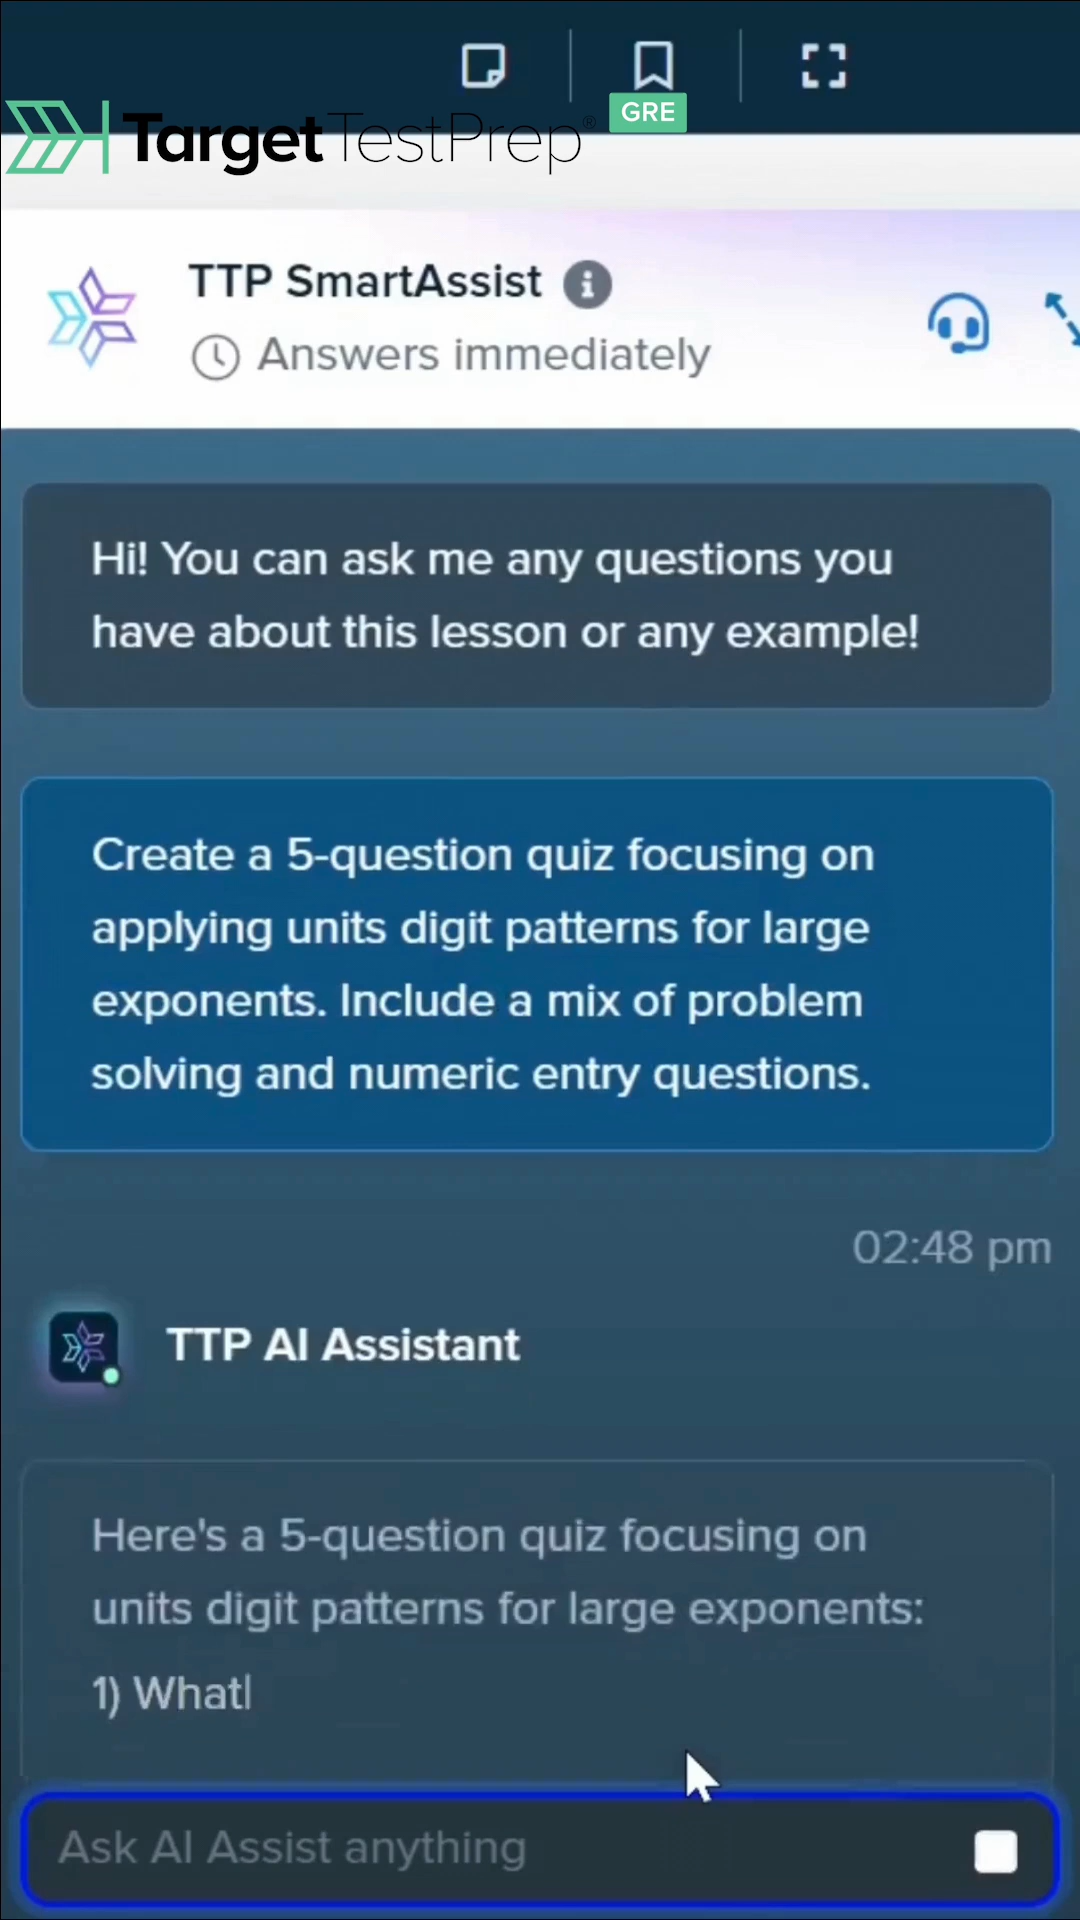 GRE
TargetTestPrep®
TTP SmartAssist
Answers immediately
Hi! You can ask me any questions you
have about this lesson or any example!
Create a 5-question quiz focusing on
applying units digit patterns for large
exponents. Include a mix of problem
solving and numeric entry questions.
02:48 pm
TTP AI Assistant
Here's a 5-question quiz focusing on
units digit patterns for large exponents:
1) What
Ask AI Assist anything